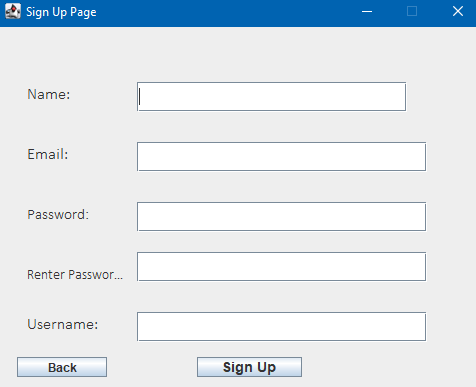 Sign Up Page
Name:
Email:
Password:
Renter Passwor...
Username:
Back
Sign Up